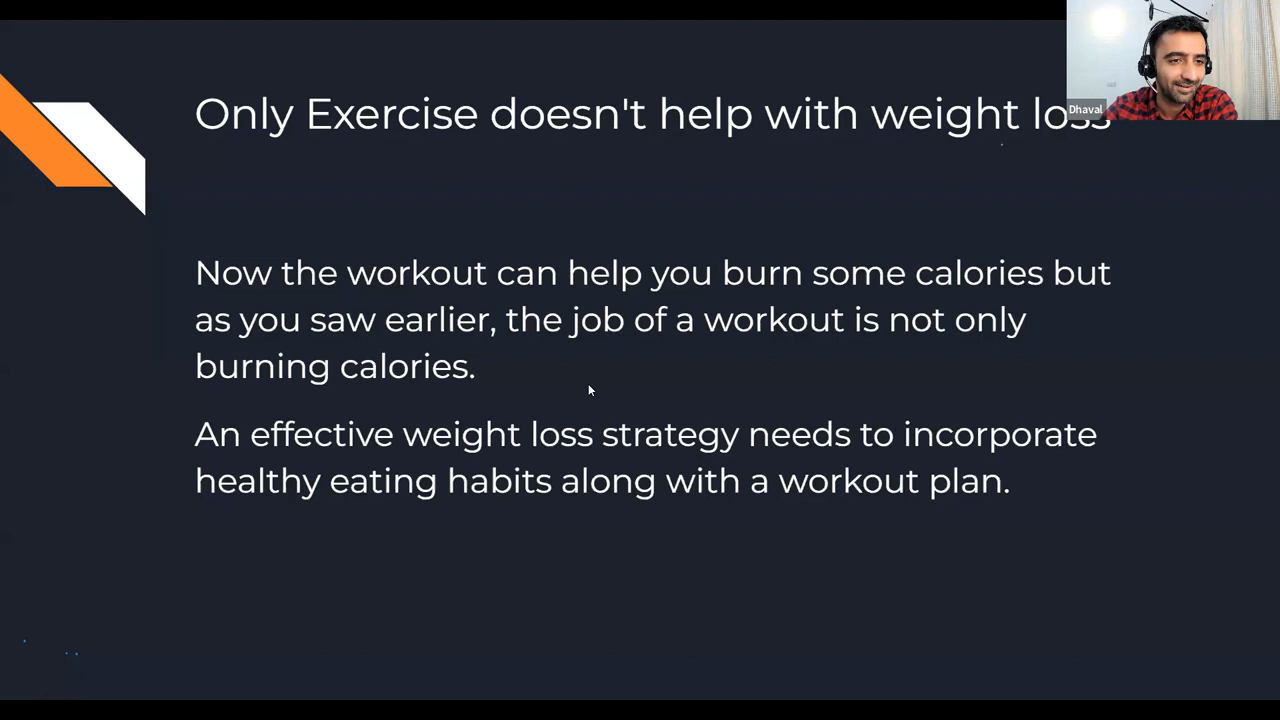 Only Exercise doesn't help with weight loss
Dhaval
Now the workout can help you burn some calories but
as you saw earlier, the job of a workout is not only
burning calories.
An effective weight loss strategy needs to incorporate
healthy eating habits along with a workout plan.